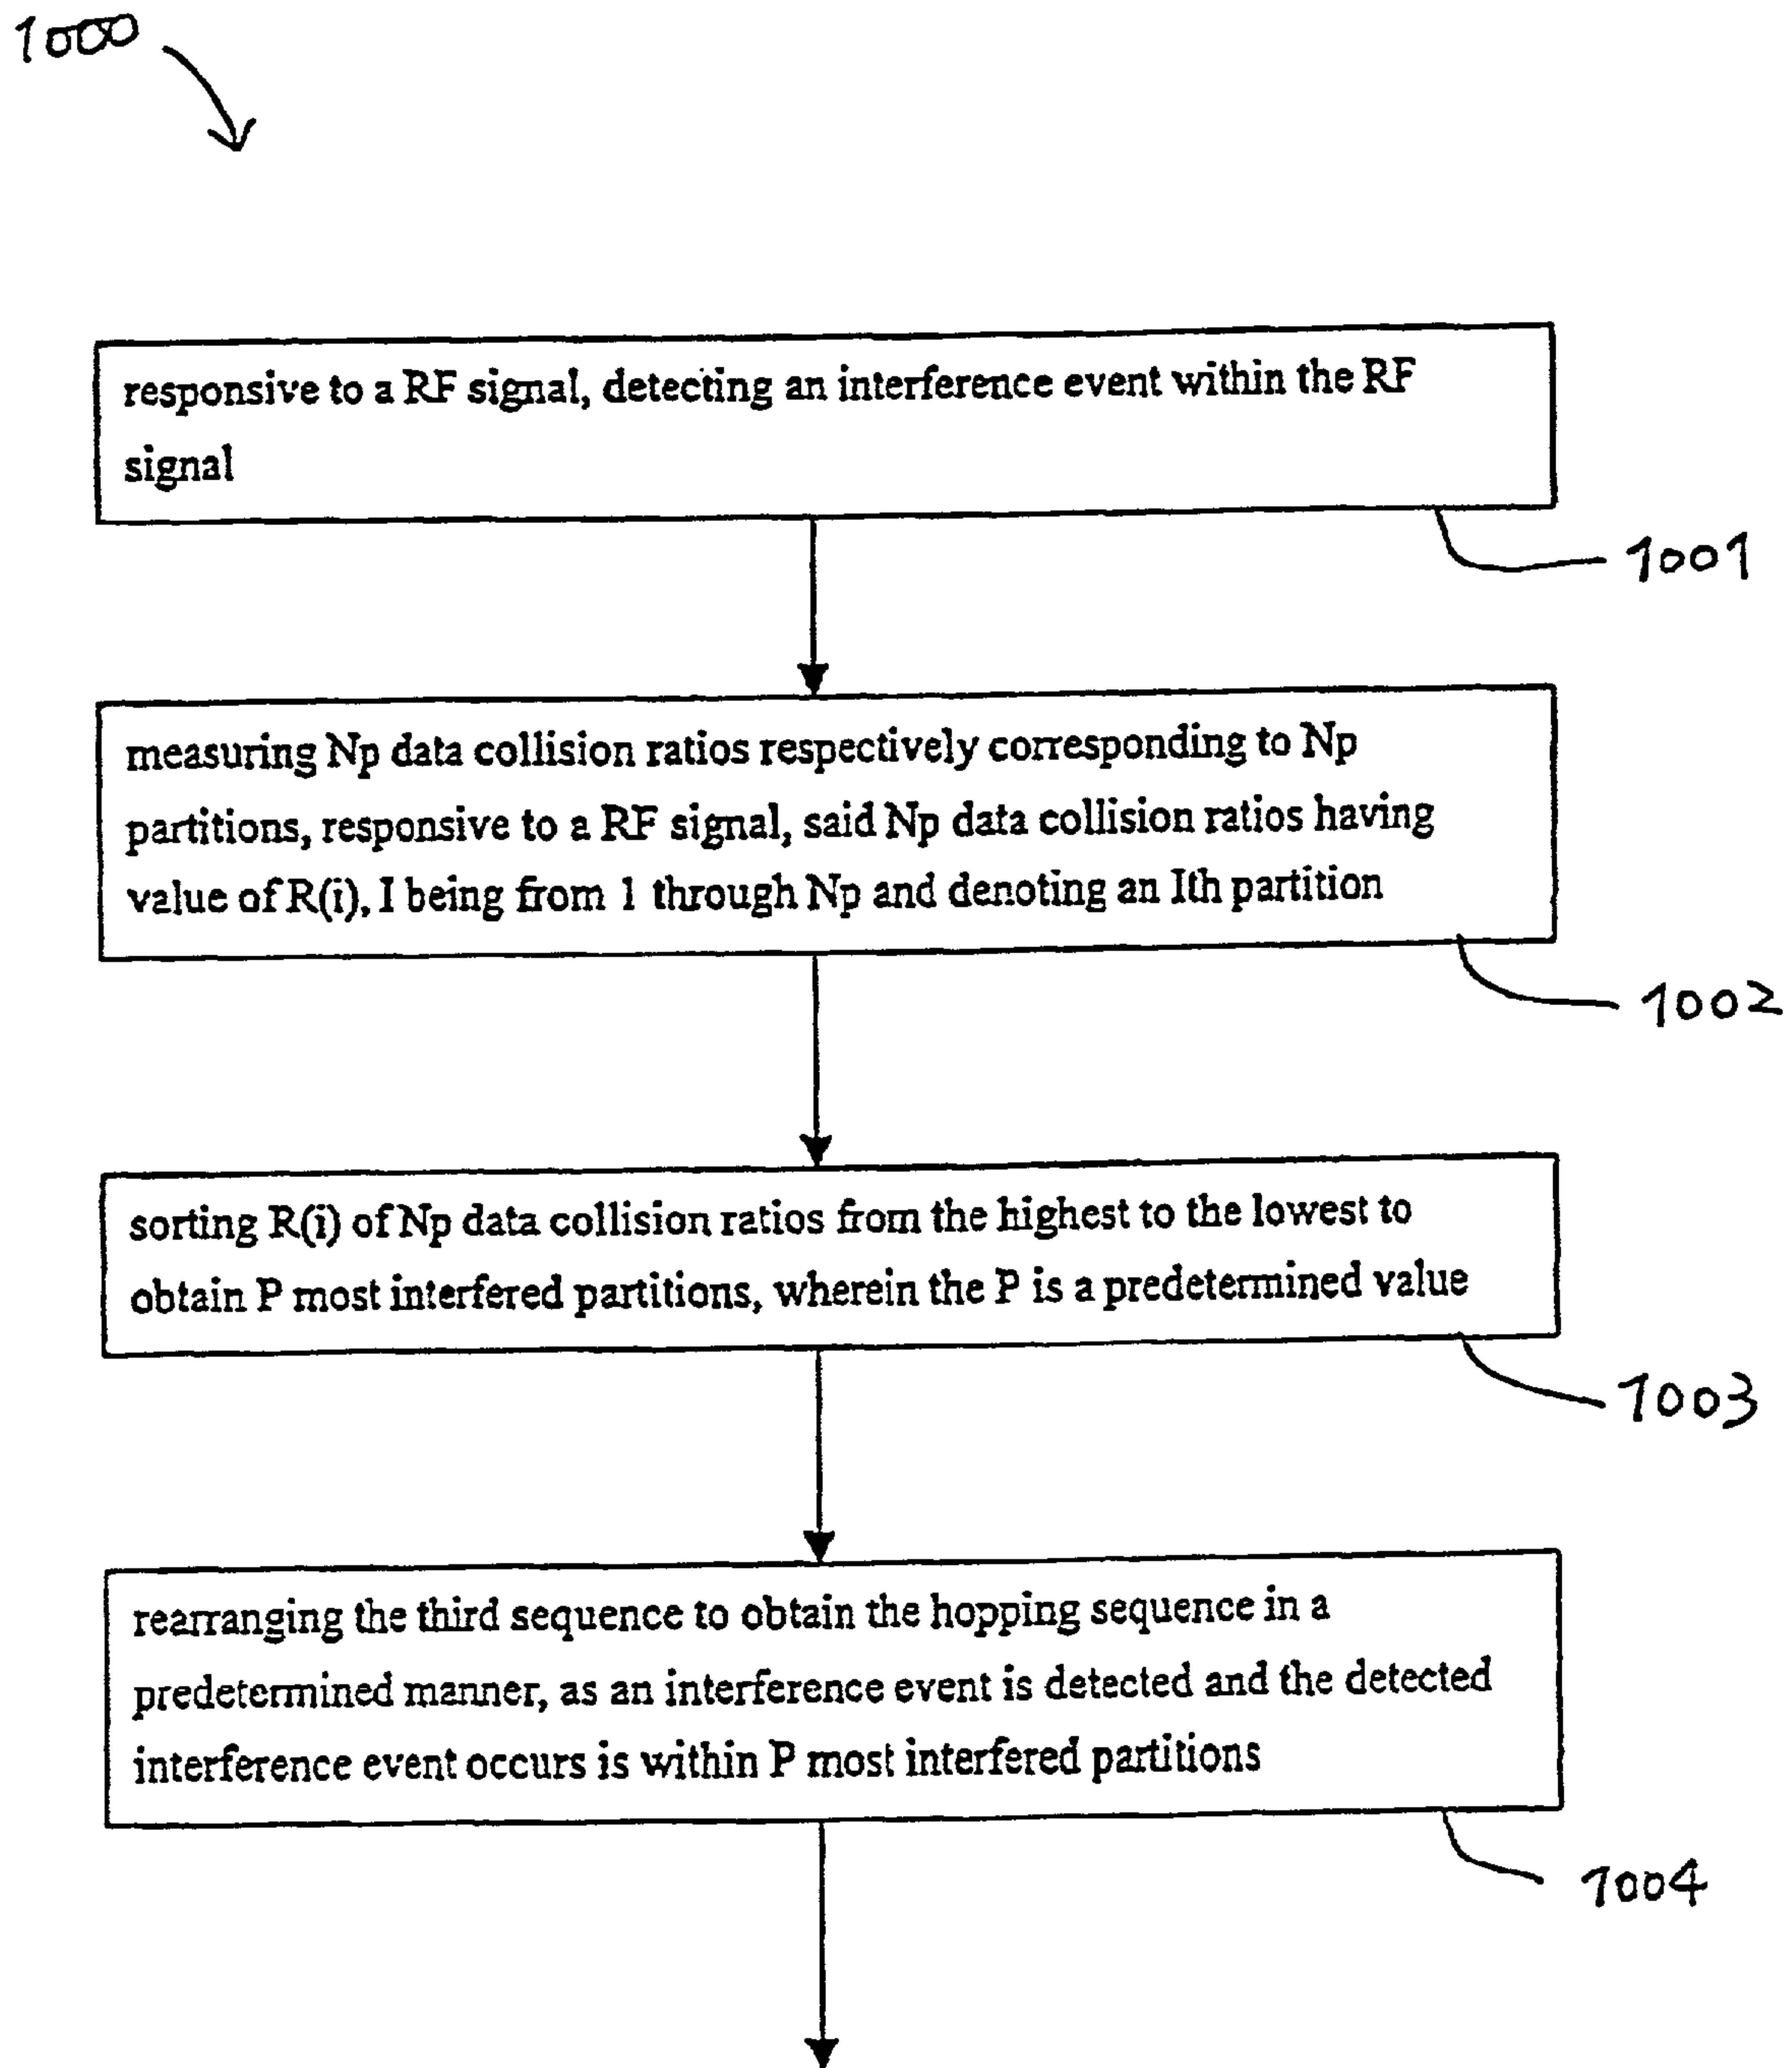 1000
responsive to a RF signal, detecting an interference event within the RF
signal
1001
measuring Np data collision ratios respectively corresponding to Np
partitions, responsive to a RF signal, said Np data collision ratios having
value of R(i), I being from 1 through Np and denoting an Ith partition
1002
sorting R(i) of Np data collision ratios from the highest to the lowest to
obtain P most interfered partitions, wherein the P is a predetermined value
1003
rearranging the third sequence to obtain the hopping sequence in a
predetermined manner, as an interference event is detected and the detected
interference event occurs is within P most interfered partitions
1004